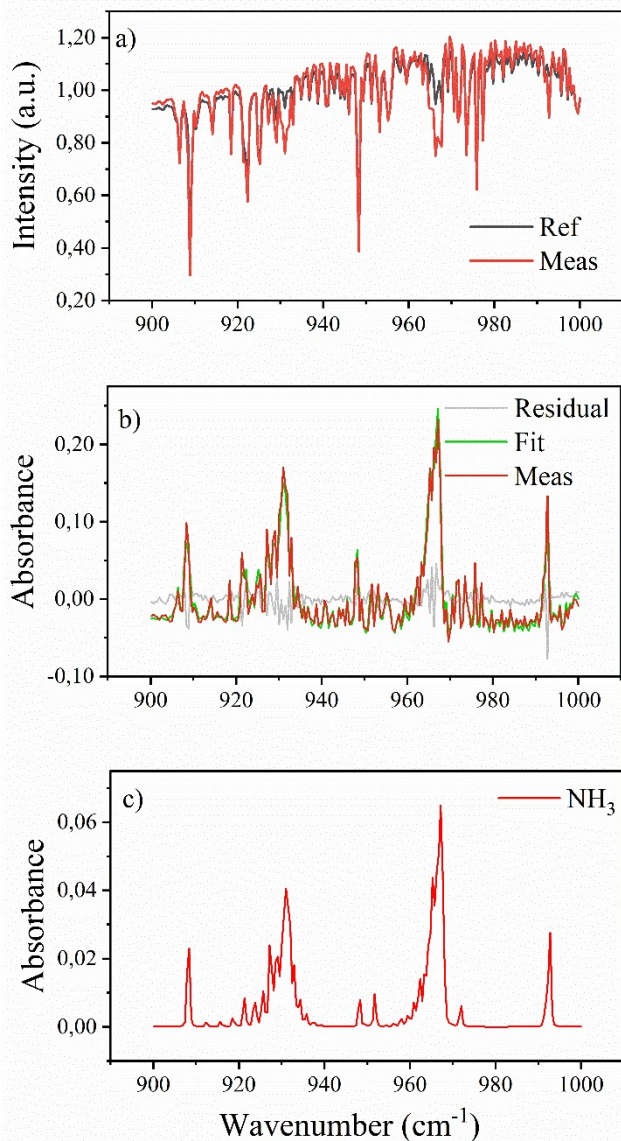 a)
Intensity (a.u.)
1,20
1,00
0,80
0,60
0,40
0,20
Ref
Meas
900 920 940 960 980 1000
b)
Absorbance
0,20
0,10
0,00
-0,10
Residual
Fit
Meas
900 920 940 960 980 1000
c)
Absorbance
0,06
0,04
0,02
0,00
NH₃
900 920 940 960 980 1000
Wavenumber (cm⁻¹)